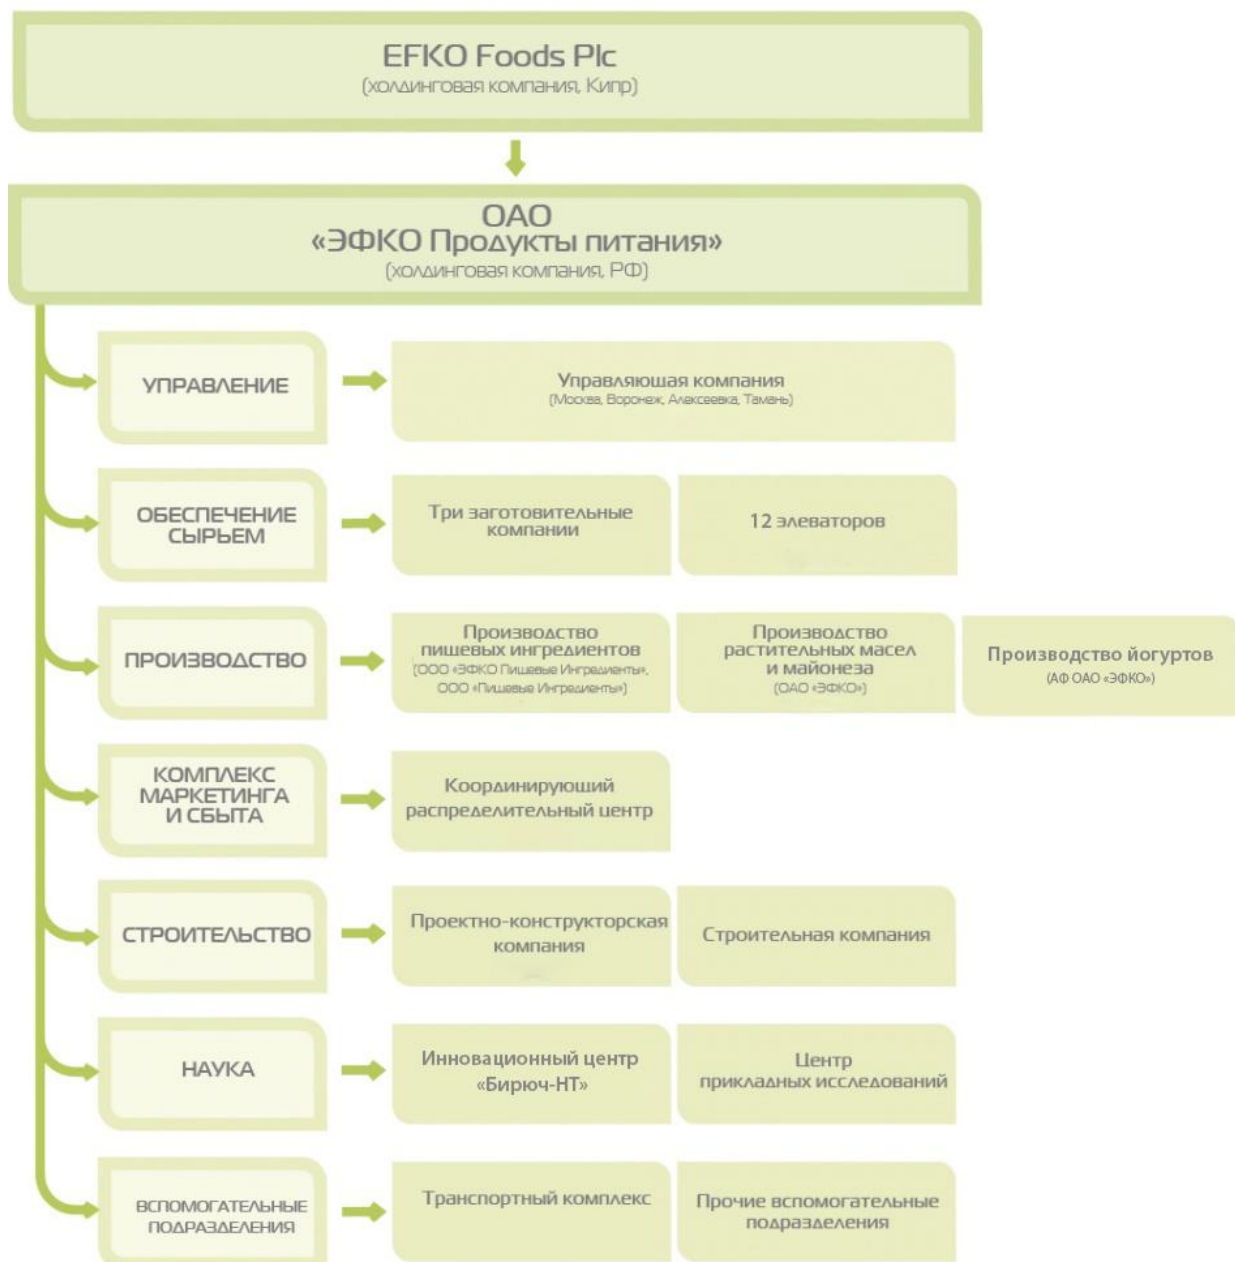 EFKO Foods Plc
(холдинговая компания, Кипр)
ОАО
«ЭФКО Продукты питания»
(холдинговая компания, РФ)
УПРАВЛЕНИЕ
Управляющая компания
(Москва, Воронеж, Алексеевка, Тамань)
ОБЕСПЕЧЕНИЕ
СЫРЬЕМ
Три заготовительные
компании
12 элеваторов
ПРОИЗВОДСТВО
Производство
пищевых ингредиентов
(ООО «ЭФКО Пищевые Ингредиенты»,
ООО «Пищевые Ингредиенты»)
Производство
растительных масел
и майонеза
(ОАО «ЭФКО»)
Производство йогуртов
(АФ ОАО «ЭФКО»)
КОМПЛЕКС
МАРКЕТИНГА
И СБЫТА
Координирующий
распределительный центр
СТРОИТЕЛЬСТВО
Проектно-конструкторская
компания
Строительная компания
НАУКА
Инновационный центр
«Бирюч-НТ»
Центр
прикладных исследований
ВСПОМОГАТЕЛЬНЫЕ
ПОДРАЗДЕЛЕНИЯ
Транспортный комплекс
Прочие вспомогательные
подразделения